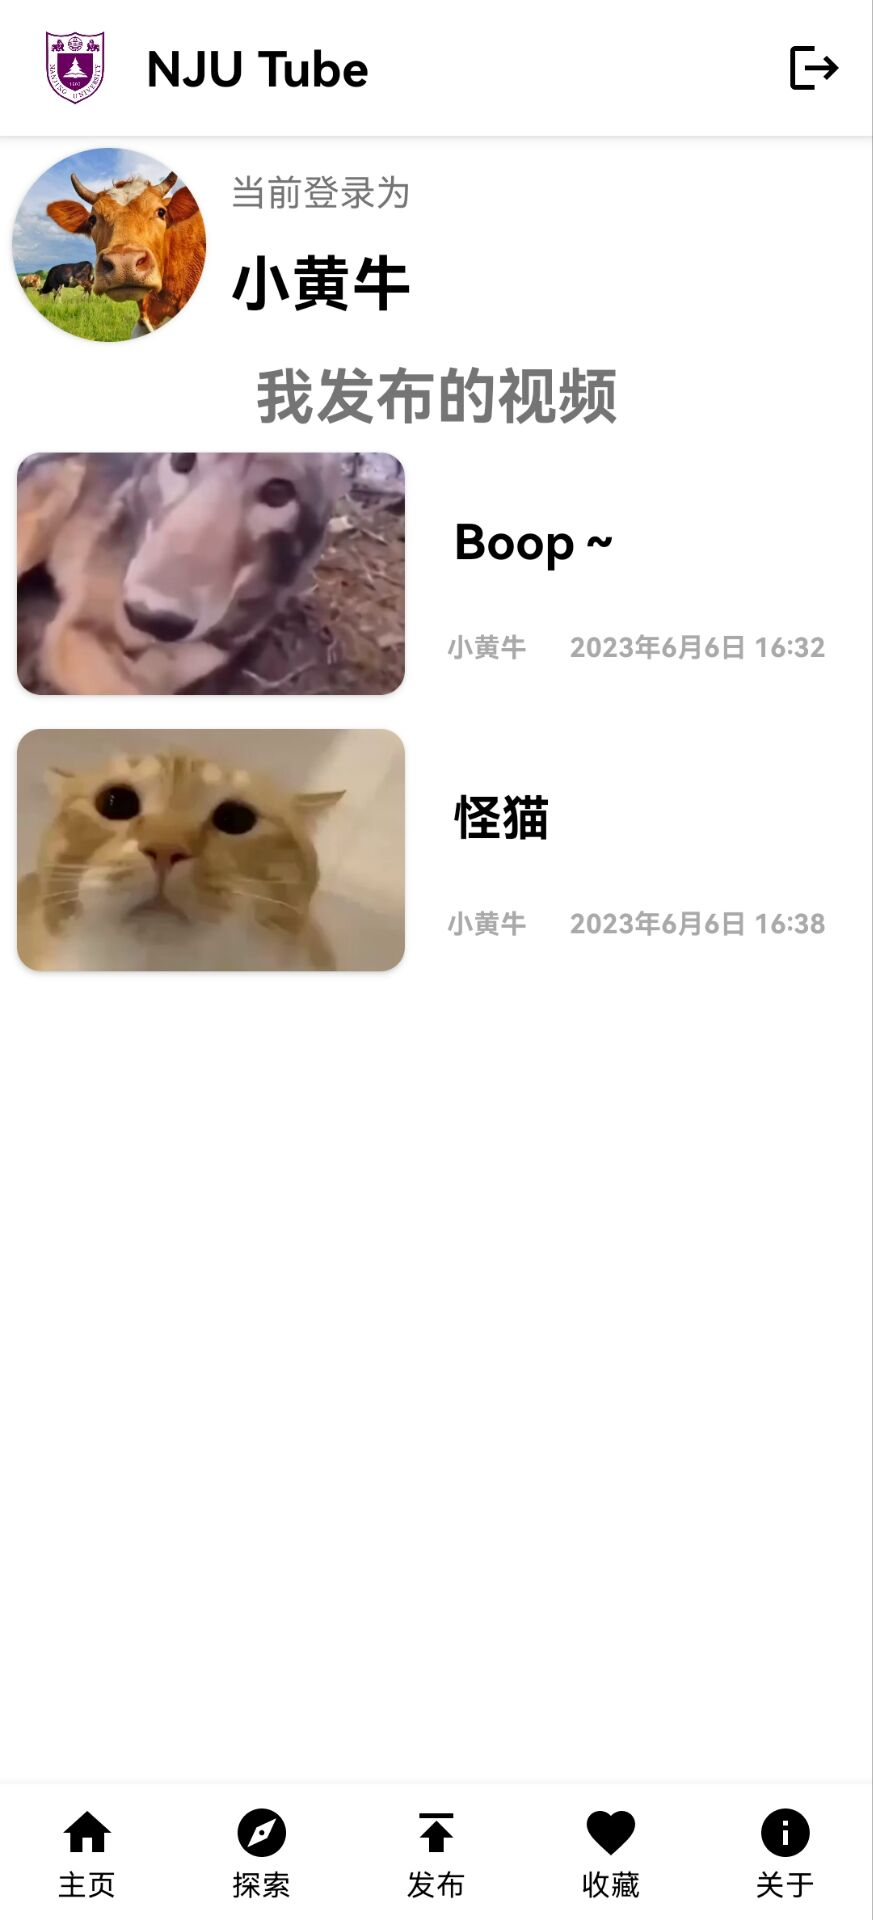 NANJING UNIVERSITY
1902
NJU Tube
当前登录为
小黄牛
我发布的视频
Boop ~
小黄牛 2023年6月6日 16:32
怪猫
小黄牛 2023年6月6日 16:38
主页 探索 发布 收藏 关于